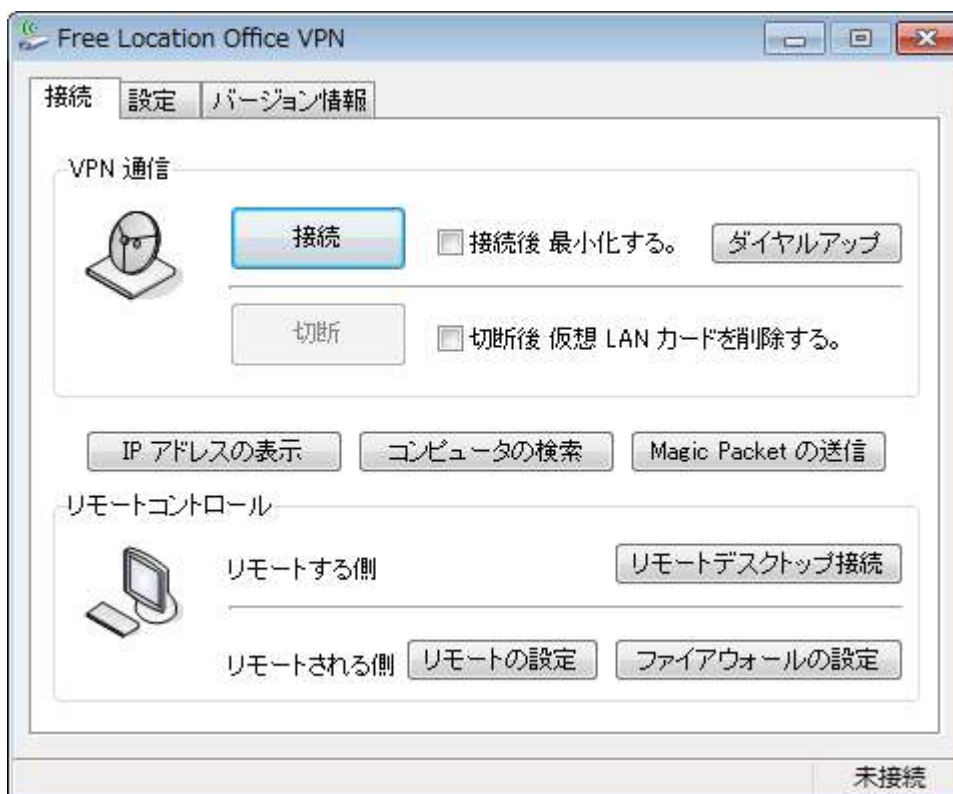 Free Location Office VPN
接続 設定 バージョン情報
VPN 通信
接続 接続後 最小化する。 ダイヤルアップ
切断 切断後 仮想 LAN カードを削除する。
IP アドレスの表示 コンピュータの検索 Magic Packet の送信
リモートコントロール
リモートする側 リモートデスクトップ接続
リモートされる側 リモートの設定 ファイアウォールの設定
未接続